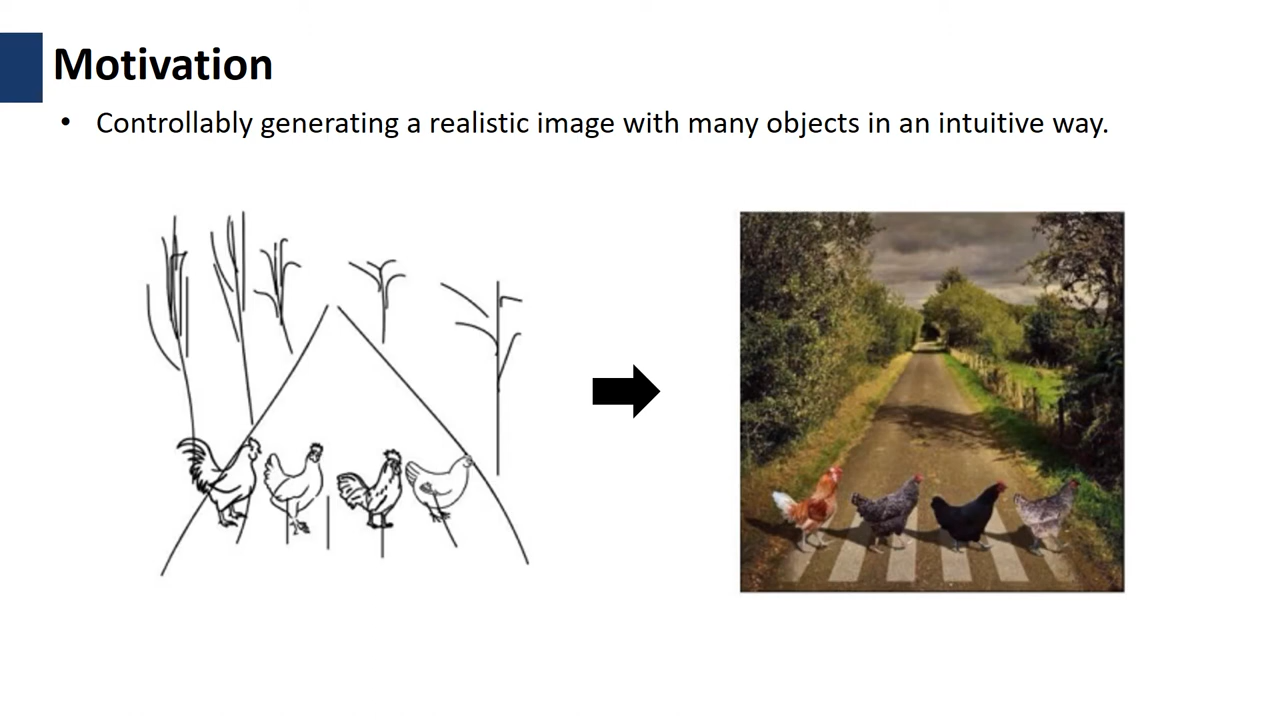 Motivation
• Controllably generating a realistic image with many objects in an intuitive way.